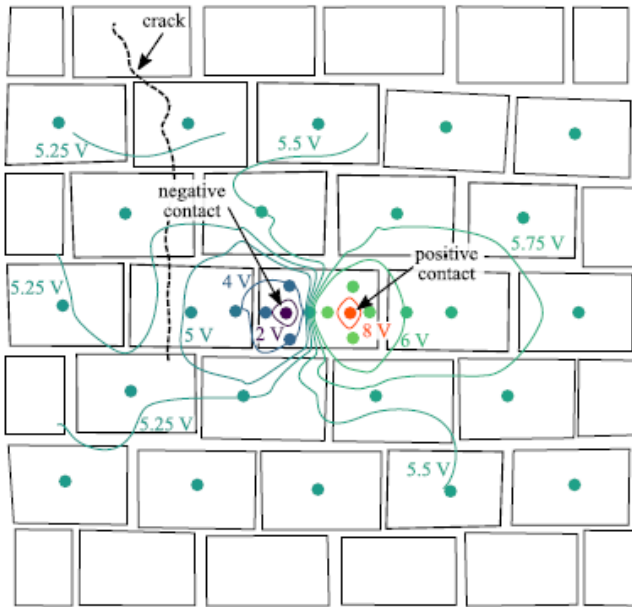 crack
5.25 V
5.5 V
negative
contact
5.75 V
positive
contact
5.25 V
4 V
5 V
2 V
8 V
6 V
5.25 V
5.5 V